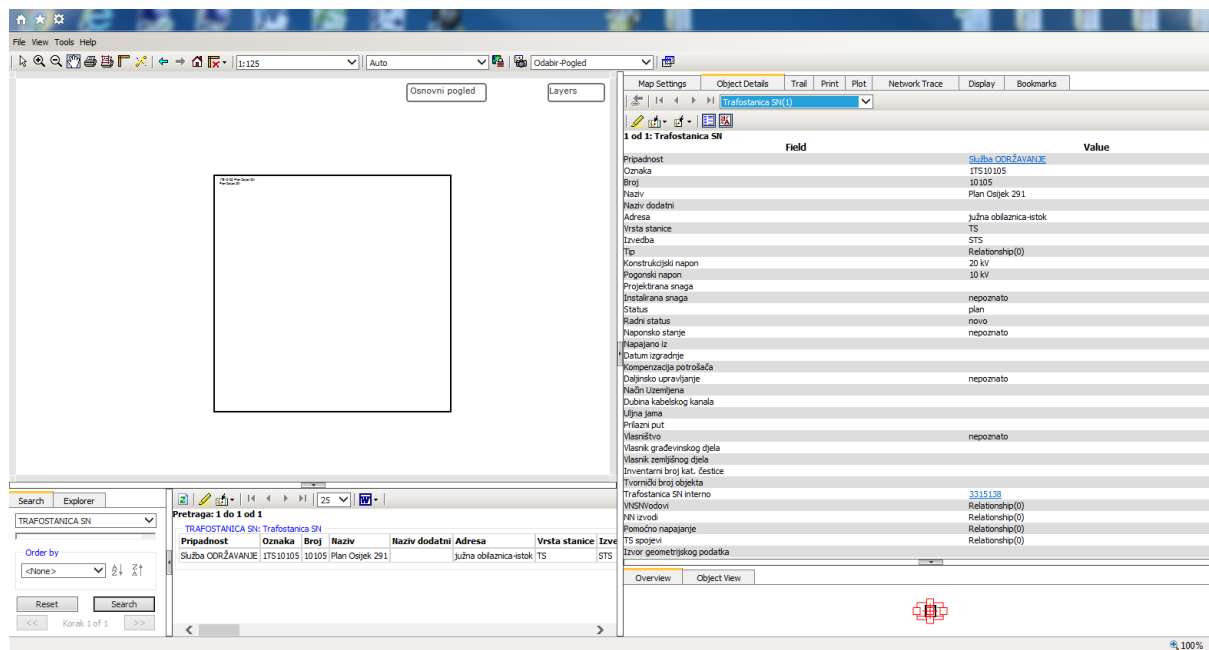 File View Tools Help
1:125 Auto Odabir-Pogled
Osnovni pogled Layers
1TS10105 Plan Osijek 291
Plan Osijek 291
Map Settings Object Details Trail Print Plot Network Trace Display Bookmarks
Trafostanica SN(1)
1 od 1: Trafostanica SN
Field Value
Pripadnost Služba ODRŽAVANJE
Oznaka 1TS10105
Broj 10105
Naziv Plan Osijek 291
Naziv dodatni
Adresa južna obilaznica-istok
Vrsta stanice TS
Izvedba STS
Tip Relationship(0)
Konstrukcijski napon 20 kV
Pogonski napon 10 kV
Projektirana snaga
Instalirana snaga nepoznato
Status plan
Radni status novo
Naponsko stanje nepoznato
Napajano iz
Datum izgradnje
Kompenzacija potrošača
Daljinsko upravljanje nepoznato
Način Uzemljena
Dubina kabelskog kanala
Uljna jama
Prilazni put
Vlasništvo nepoznato
Vlasnik građevinskog djela
Vlasnik zemljišnog djela
Inventarni broj kat. čestice
Tvornički broj objekta
Trafostanica SN interno 3315138
VNSNVodovi Relationship(0)
NN izvodi Relationship(0)
Pomoćno napajanje Relationship(0)
TS spojevi Relationship(0)
Izvor geometrijskog podatka
Overview Object View
Search Explorer
TRAFOSTANICA SN
Order by
<None>
Reset Search
<< Korak 1 of 1 >>
25
Pretraga: 1 do 1 od 1
TRAFOSTANICA SN: Trafostanica SN
Pripadnost Oznaka Broj Naziv Naziv dodatni Adresa Vrsta stanice Izve
Služba ODRŽAVANJE 1TS10105 10105 Plan Osijek 291 južna obilaznica-istok TS STS
100%